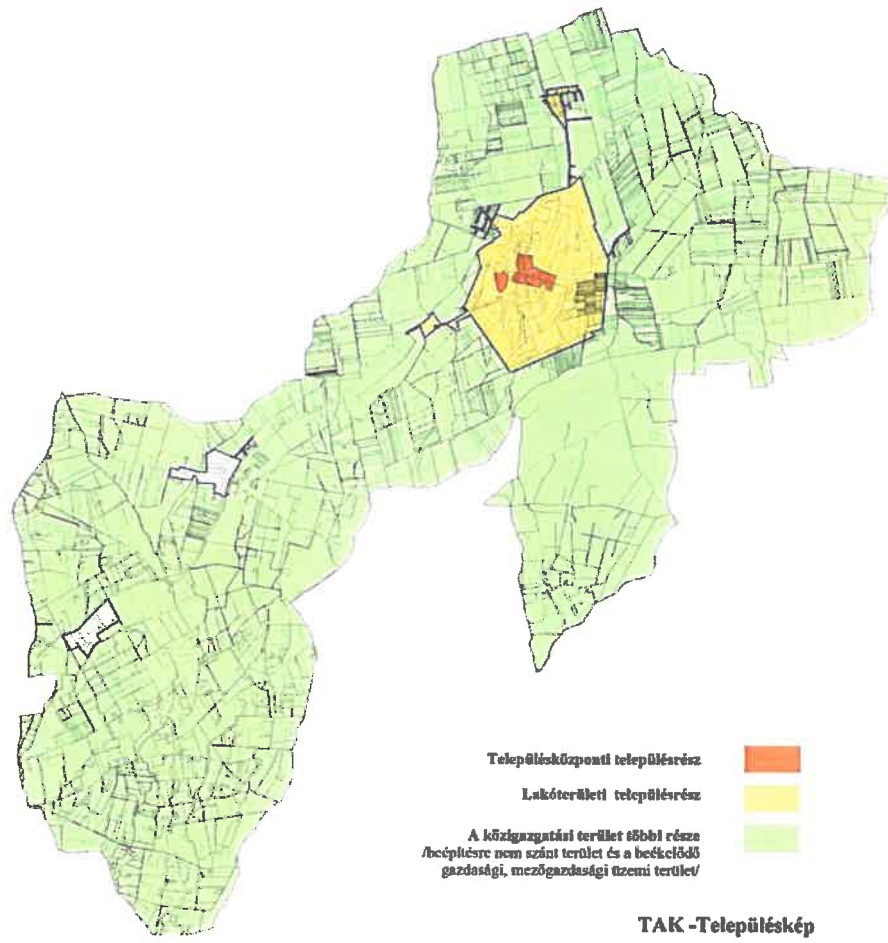 Településközponti településrész
Lakóterületi településrész
A közigazgatási terület többi része
/beépítésre nem szánt terület és a beékelődő
gazdasági, mezőgazdasági üzemi terület/
TAK -Településkép